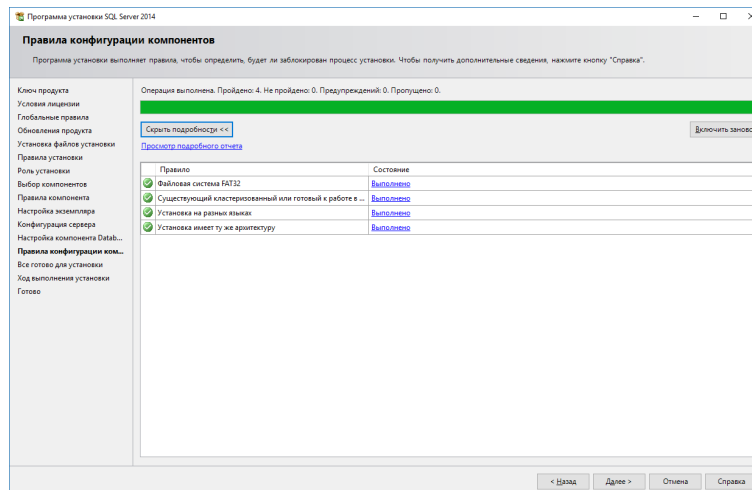 Программа установки SQL Server 2014
Правила конфигурации компонентов
Программа установки выполняет правила, чтобы определить, будет ли заблокирован процесс установки. Чтобы получить дополнительные сведения, нажмите кнопку "Справка".
Ключ продукта
Условия лицензии
Глобальные правила
Обновления продукта
Установка файлов установки
Правила установки
Роль установки
Выбор компонентов
Правила компонента
Настройка экземпляра
Конфигурация сервера
Настройка компонента Datab...
Правила конфигурации ком...
Все готово для установки
Ход выполнения установки
Готово
Операция выполнена. Пройдено: 4. Не пройдено: 0. Предупреждений: 0. Пропущено: 0.
Скрыть подробности <<
Включить заново
Просмотр подробного отчета
Правило Состояние
Файловая система FAT32 Выполнено
Существующий кластеризованный или готовый к работе в ... Выполнено
Установка на разных языках Выполнено
Установка имеет ту же архитектуру Выполнено
< Назад Далее > Отмена Справка